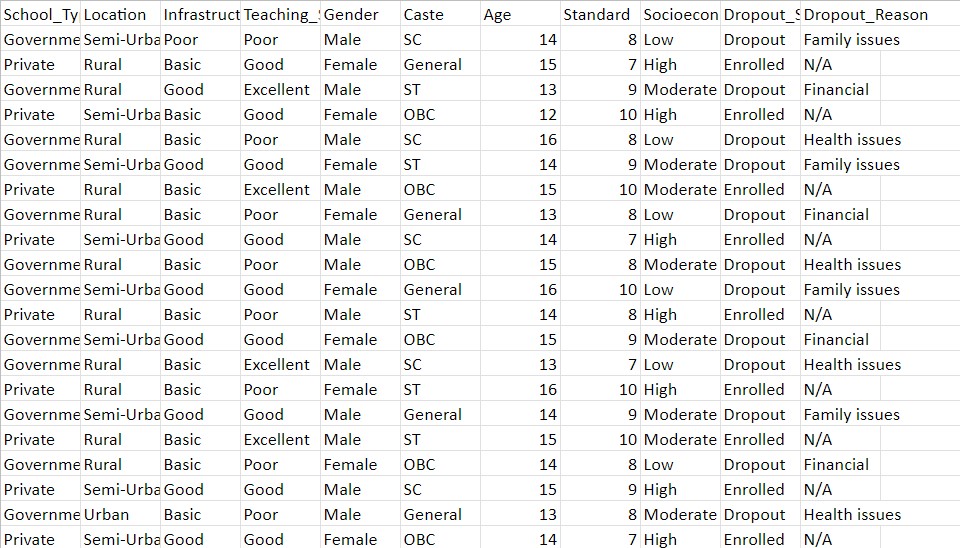 School_Ty Location Infrastruct Teaching_S Gender Caste Age Standard Socioecon Dropout_S Dropout_Reason
Governme Semi-Urba Poor Poor Male SC 14 8 Low Dropout Family issues
Private Rural Basic Good Female General 15 7 High Enrolled N/A
Governme Rural Good Excellent Male ST 13 9 Moderate Dropout Financial
Private Semi-Urba Basic Good Female OBC 12 10 High Enrolled N/A
Governme Rural Basic Poor Male SC 16 8 Low Dropout Health issues
Governme Semi-Urba Good Good Female ST 14 9 Moderate Dropout Family issues
Private Rural Basic Excellent Male OBC 15 10 Moderate Enrolled N/A
Governme Rural Basic Poor Female General 13 8 Low Dropout Financial
Private Semi-Urba Good Good Male SC 14 7 High Enrolled N/A
Governme Rural Basic Poor Male OBC 15 8 Moderate Dropout Health issues
Governme Semi-Urba Good Good Female General 16 10 Low Dropout Family issues
Private Rural Basic Poor Male ST 14 8 High Enrolled N/A
Governme Semi-Urba Good Good Female OBC 15 9 Moderate Dropout Financial
Governme Rural Basic Excellent Male SC 13 7 Low Dropout Health issues
Private Rural Basic Poor Female ST 16 10 High Enrolled N/A
Governme Semi-Urba Good Good Male General 14 9 Moderate Dropout Family issues
Private Rural Basic Excellent Male ST 15 10 Moderate Enrolled N/A
Governme Rural Basic Poor Female OBC 14 8 Low Dropout Financial
Private Semi-Urba Good Good Male SC 15 9 High Enrolled N/A
Governme Urban Basic Poor Male General 13 8 Moderate Dropout Health issues
Private Semi-Urba Good Good Female OBC 14 7 High Enrolled N/A